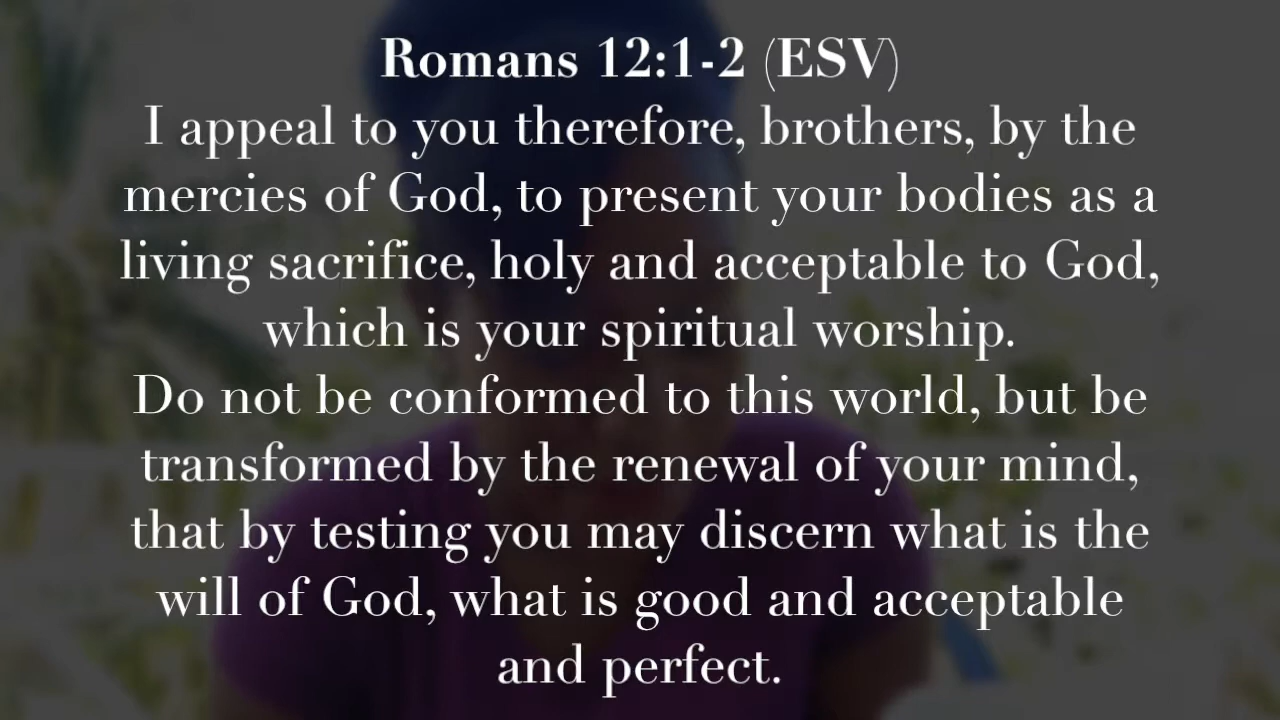 Romans 12:1-2 (ESV)
I appeal to you therefore, brothers, by the
mercies of God, to present your bodies as a
living sacrifice, holy and acceptable to God,
which is your spiritual worship.
Do not be conformed to this world, but be
transformed by the renewal of your mind,
that by testing you may discern what is the
will of God, what is good and acceptable
and perfect.